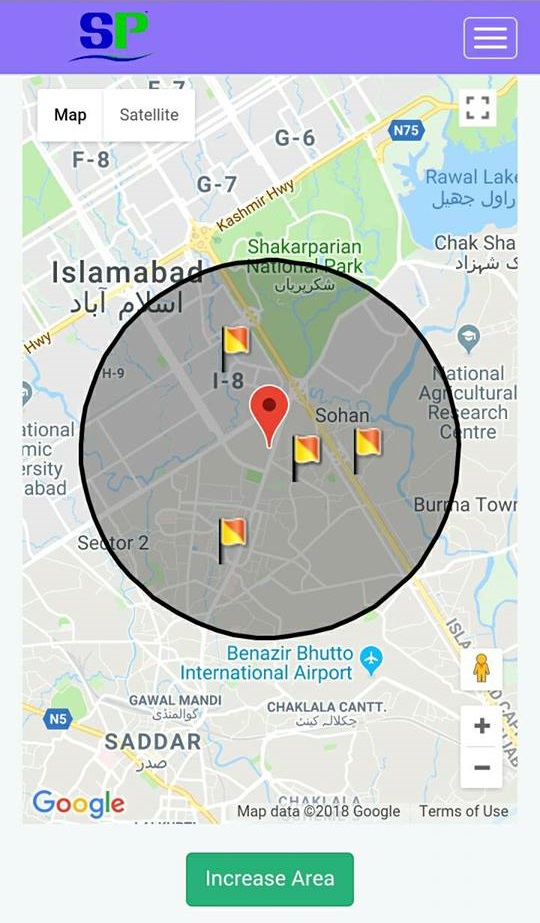 SP
Map Satellite
F-7
F-8
G-6
G-7
N75
Kashmir Hwy
Rawal Lake
راول جھیل
Shakarparian
National Park
شکرپریاں
Chak Sha
ک شہزاد
Islamabad
اسلام آباد
Hwy
H-9
I-8
National
Agricultural
Research
Centre
Sohan
ational
mic
ersity
abad
Burma Town
Sector 2
Benazir Bhutto
International Airport
ISLA
D CAP
GAWAL MANDI
گوالمنڈی
CHAKLALA CANTT.
چکلالہ کینٹ
N5
SADDAR
صدر
CHAKLALA
Google
Map data ©2018 Google Terms of Use
Increase Area